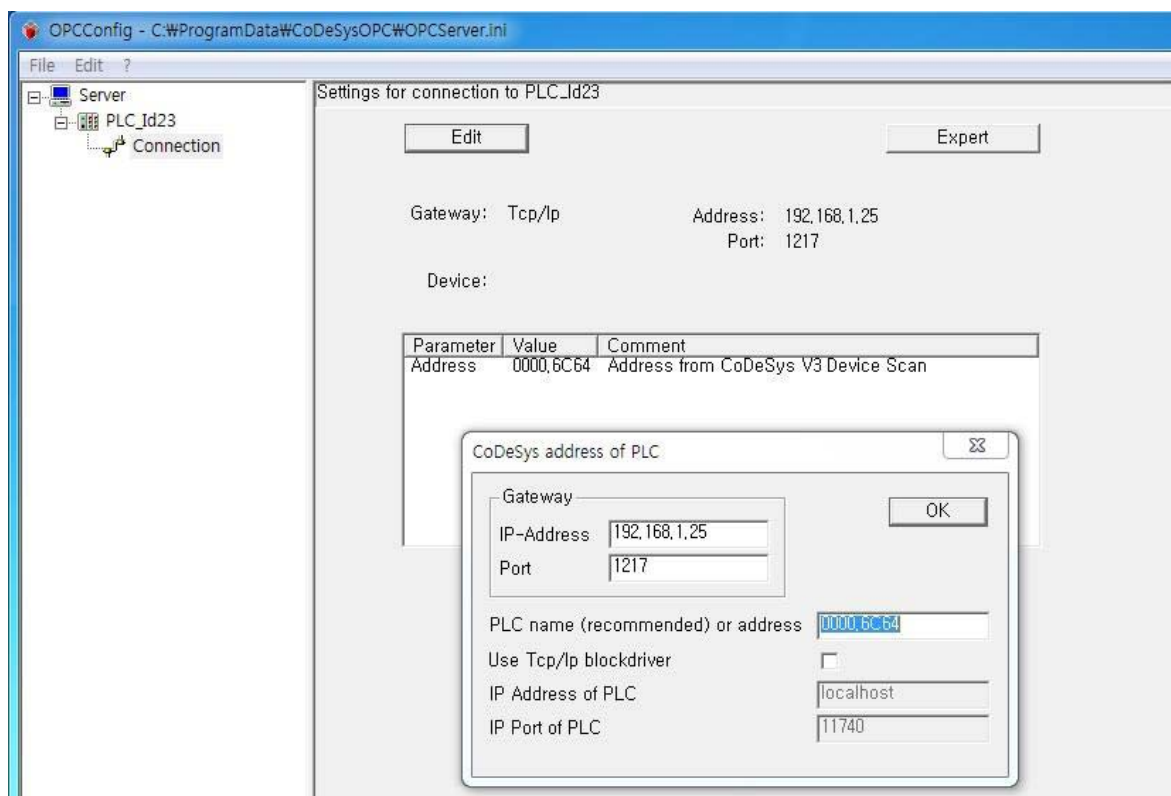 OPCConfig - C:₩ProgramData₩CoDeSysOPC₩OPCServer.ini
File Edit ?
Server
PLC_Id23
Connection
Settings for connection to PLC_Id23
Edit Expert
Gateway: Tcp/Ip Address: 192,168,1,25
Port: 1217
Device:
Parameter Value Comment
Address 0000,6C64 Address from CoDeSys V3 Device Scan
CoDeSys address of PLC
Gateway
OK
IP-Address 192,168,1,25
Port 1217
PLC name (recommended) or address 0000,6C64
Use Tcp/Ip blockdriver
IP Address of PLC localhost
IP Port of PLC 11740